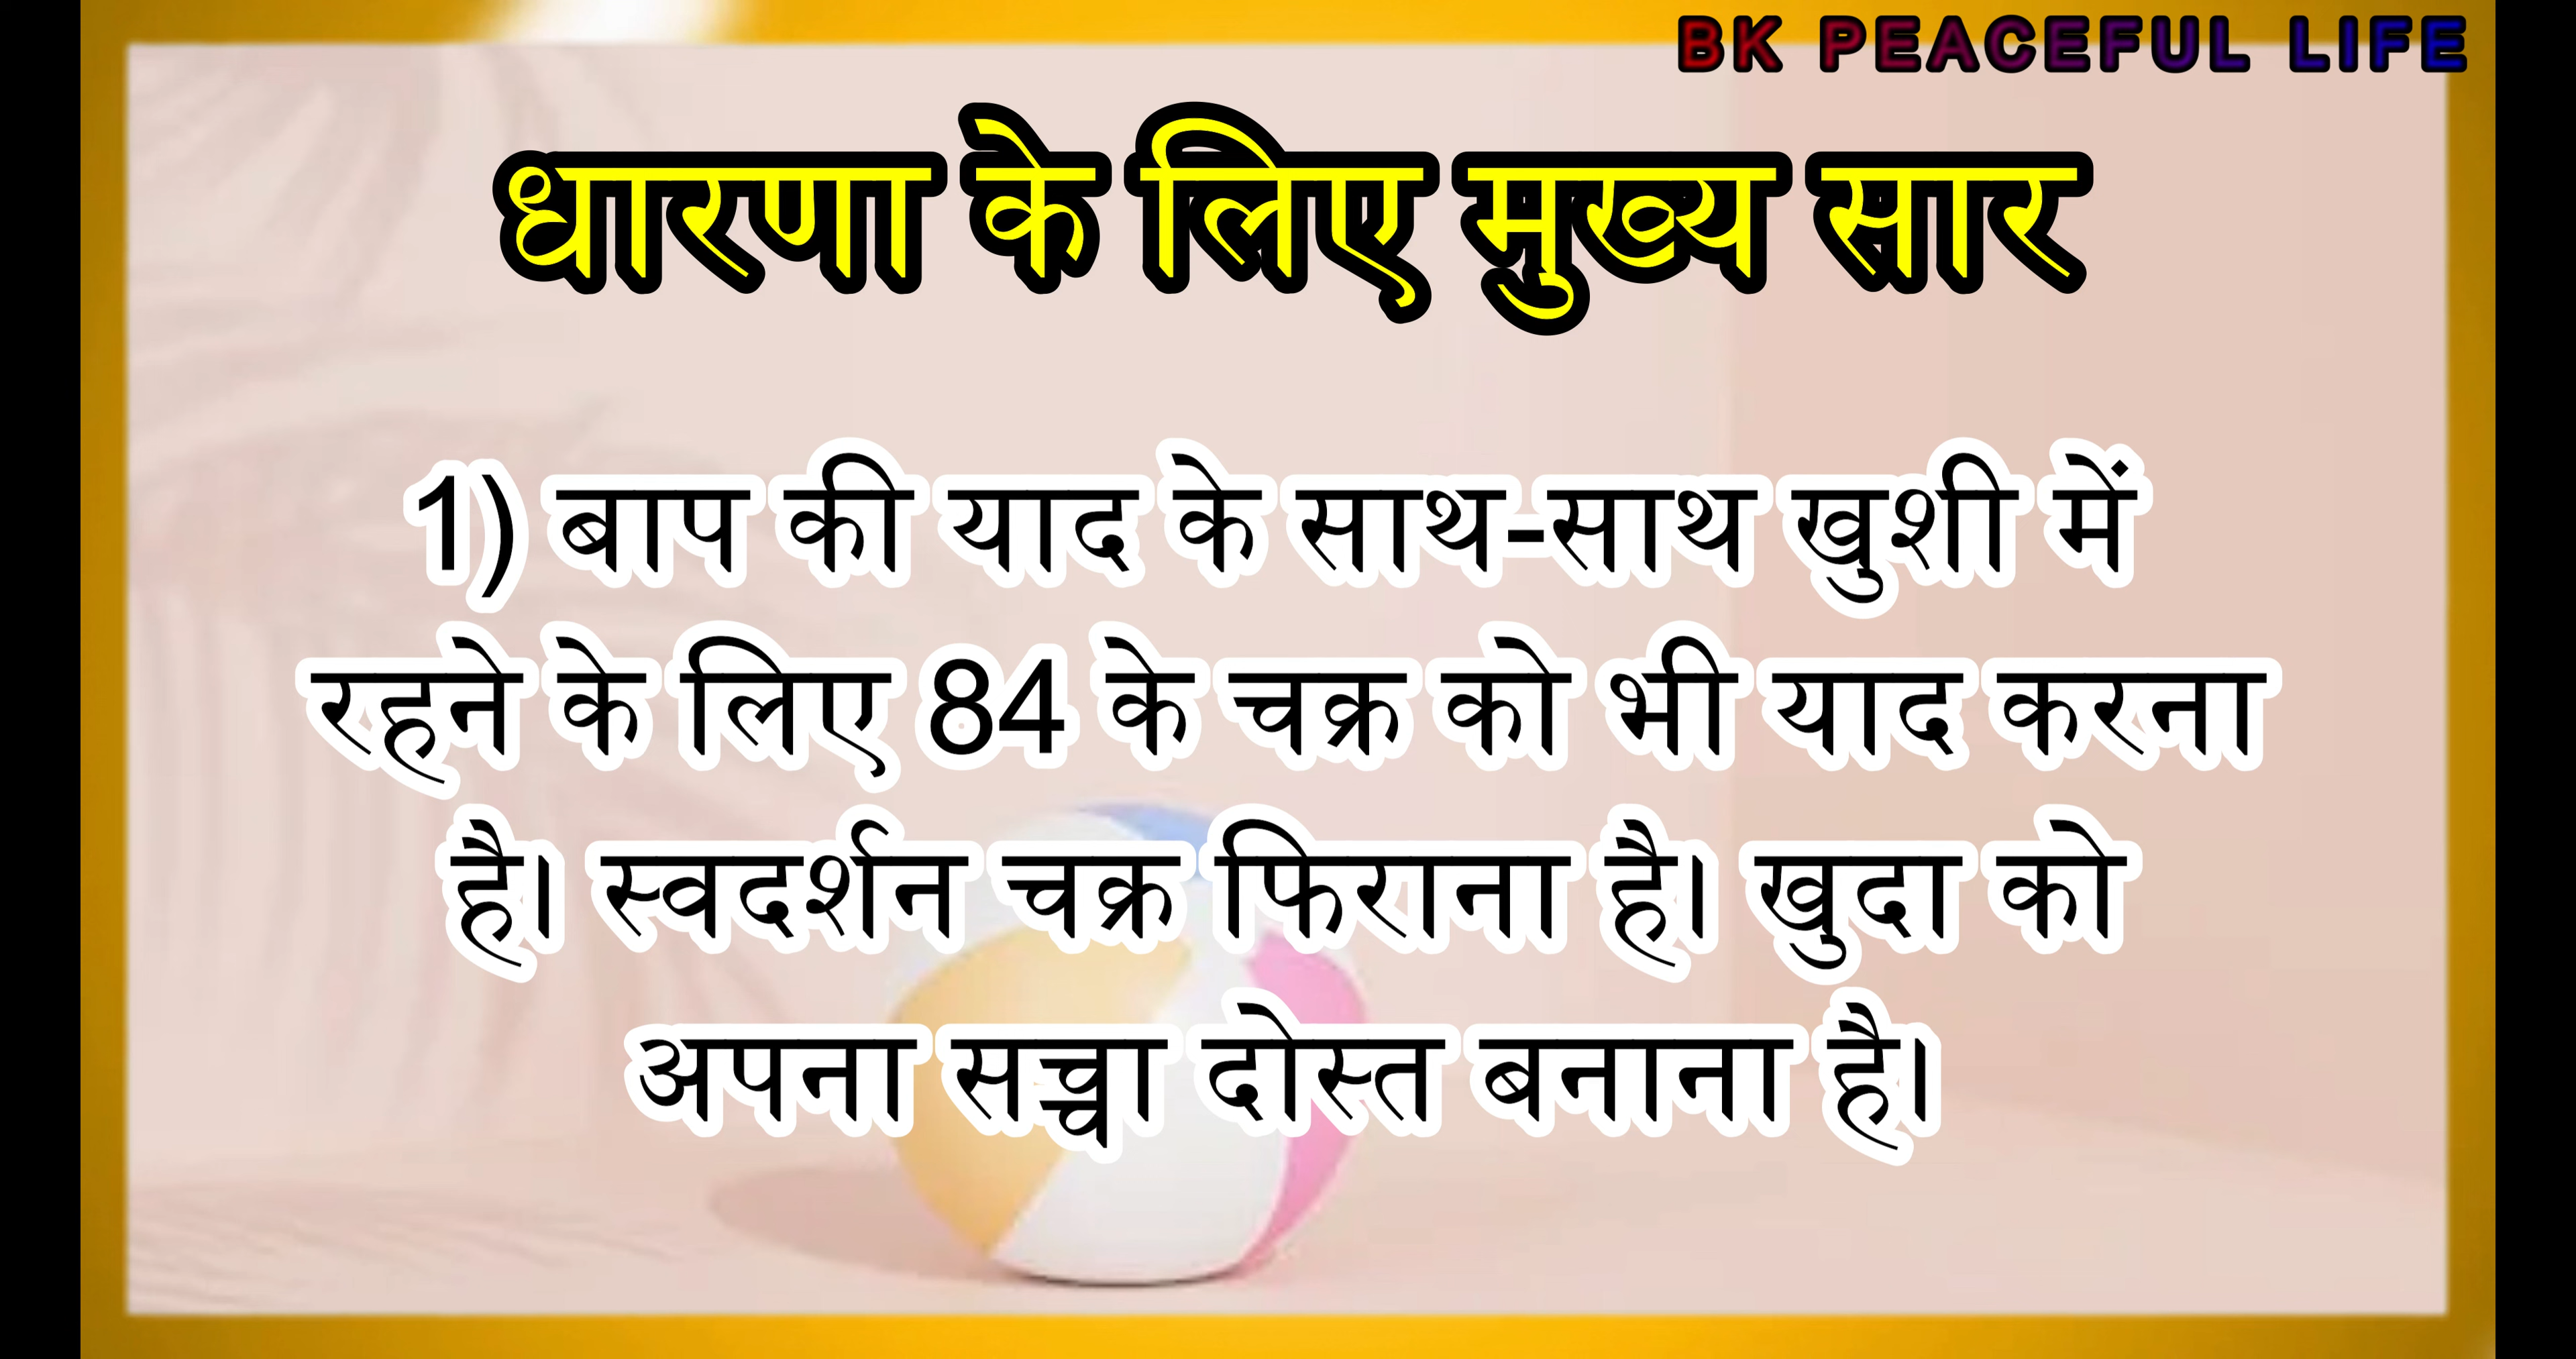 BK PEACEFUL LIFE
धारणा के लिए मुख्य सार
1) बाप की याद के साथ-साथ खुशी में
रहने के लिए 84 के चक्र को भी याद करना
है। स्वदर्शन चक्र फिराना है। खुदा को
अपना सच्चा दोस्त बनाना है।